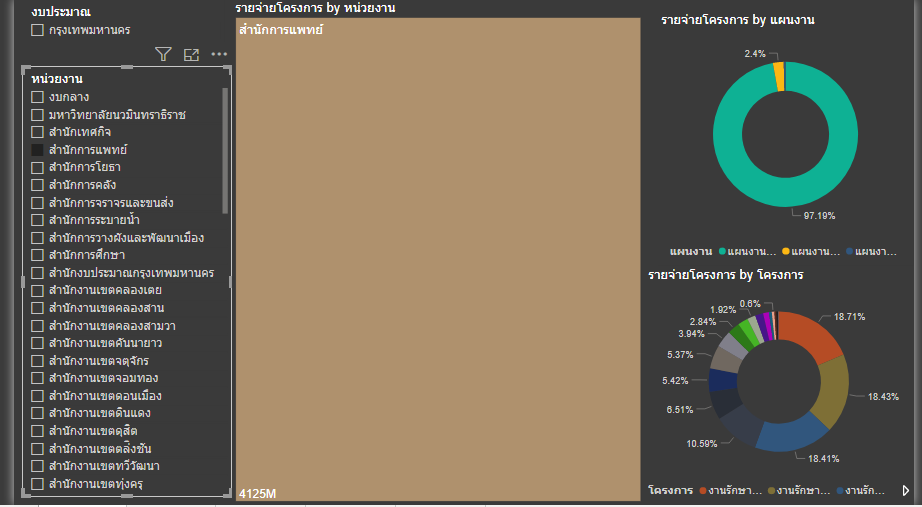 งบประมาณ
กรุงเทพมหานคร
หน่วยงาน
งบกลาง
มหาวิทยาลัยนวมินทราธิราช
สำนักเทศกิจ
สำนักการแพทย์
สำนักการโยธา
สำนักการคลัง
สำนักการจราจรและขนส่ง
สำนักการระบายน้ำ
สำนักการวางผังและพัฒนาเมือง
สำนักการศึกษา
สำนักงบประมาณกรุงเทพมหานคร
สำนักงานเขตคลองเตย
สำนักงานเขตคลองสาน
สำนักงานเขตคลองสามวา
สำนักงานเขตคันนายาว
สำนักงานเขตจตุจักร
สำนักงานเขตจอมทอง
สำนักงานเขตดอนเมือง
สำนักงานเขตดินแดง
สำนักงานเขตดุสิต
สำนักงานเขตตลิ่งชัน
สำนักงานเขตทวีวัฒนา
สำนักงานเขตทุ่งครุ
รายจ่ายโครงการ by หน่วยงาน
สำนักการแพทย์
4125M
รายจ่ายโครงการ by แผนงาน
2.4%
97.19%
แผนงาน แผนงาน... แผนงาน... แผนงา...
รายจ่ายโครงการ by โครงการ
0.6%
1.92%
2.84%
3.94%
5.37%
5.42%
6.51%
10.59%
18.71%
18.43%
18.41%
โครงการ งานรักษา... งานรักษา... งานรัก...